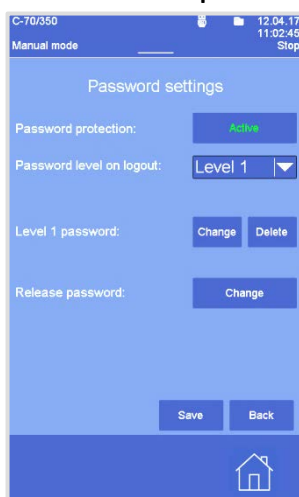 C-70/350 12.04.17
11:02:45
Manual mode Stop
Password settings
Password protection: Active
Password level on logout: Level 1
Level 1 password: Change Delete
Release password: Change
Save Back